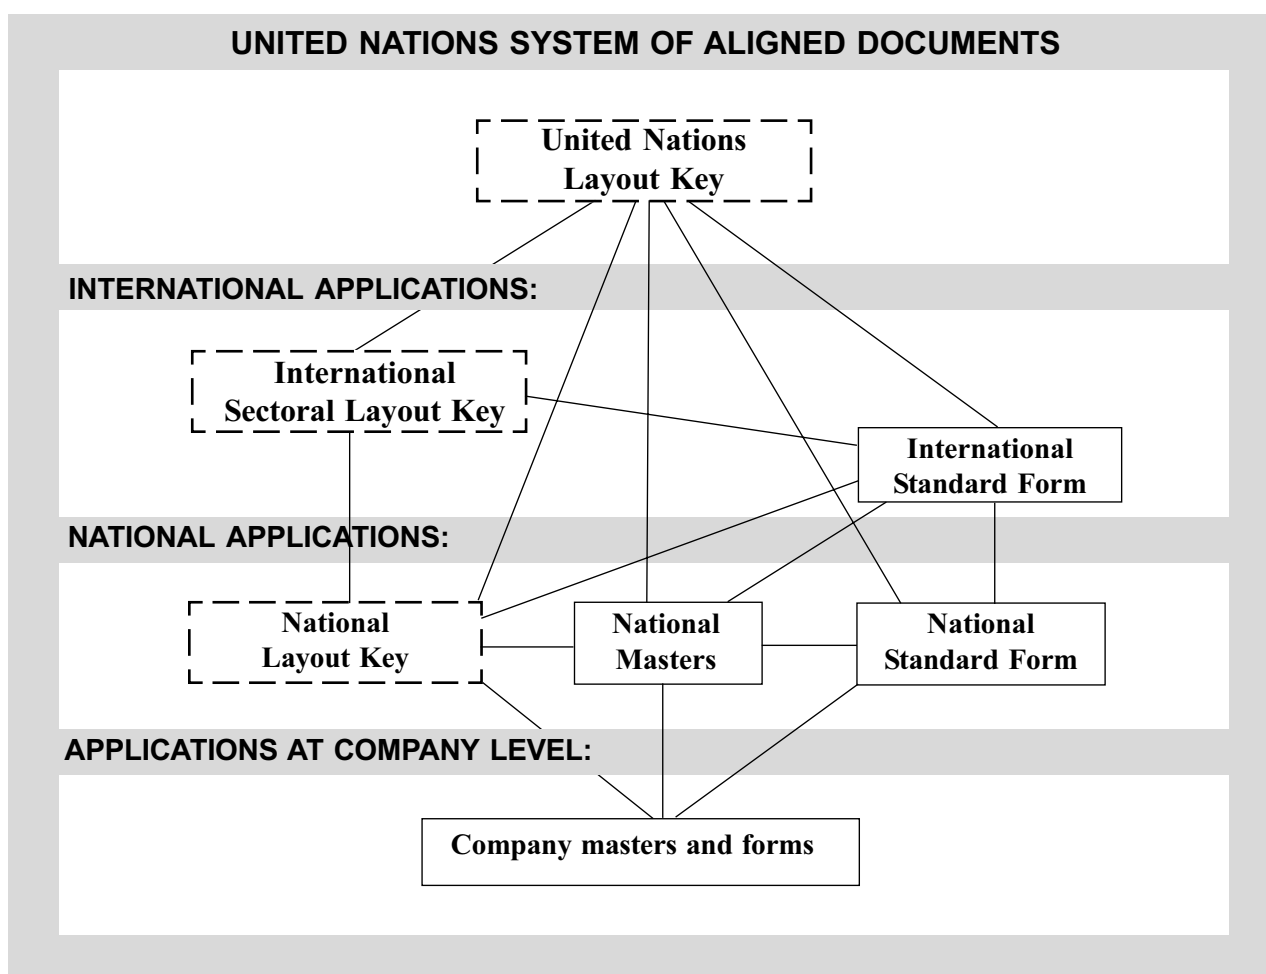 UNITED NATIONS SYSTEM OF ALIGNED DOCUMENTS
United Nations
Layout Key
INTERNATIONAL APPLICATIONS:
International
Sectoral Layout Key
International
Standard Form
NATIONAL APPLICATIONS:
National
Layout Key
National
Masters
National
Standard Form
APPLICATIONS AT COMPANY LEVEL:
Company masters and forms